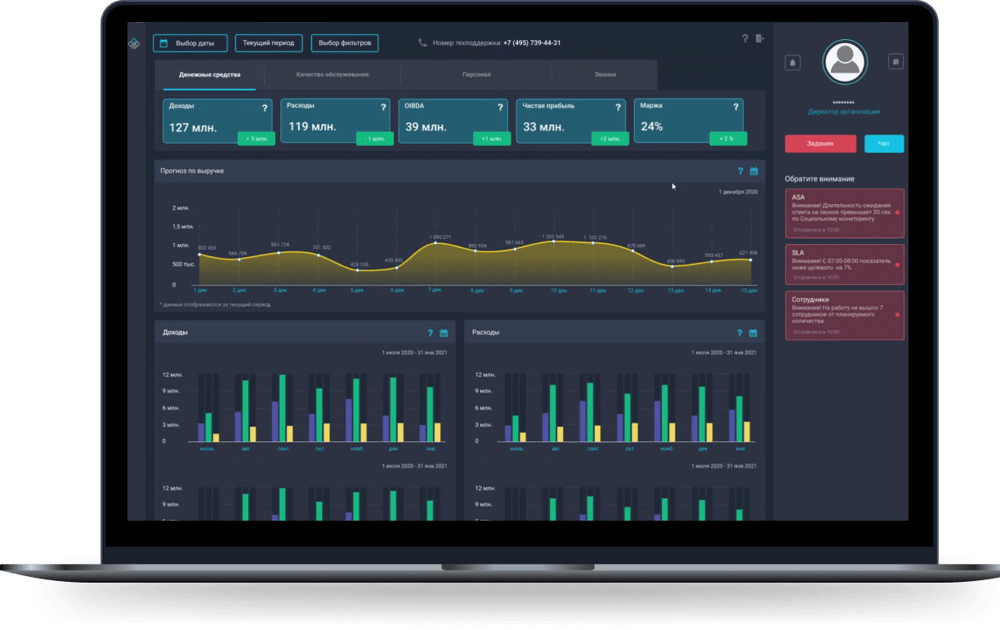 Выбор даты
Текущий период
Выбор фильтров
Номер техподдержки: +7 (495) 739-44-31
?
Денежные средства
Качество обслуживания
Персонал
Звонки
Доходы ?
127 млн.
+ 5 млн.
Расходы ?
119 млн.
- 1 млн.
OIBDA ?
39 млн.
+1 млн.
Чистая прибыль ?
33 млн.
+2 млн.
Маржа ?
24%
+ 2 %
Прогноз по выручке ?
1 декабря 2020
2 млн.
1,5 млн.
1 млн.
500 тыс.
0
802 453
666 706
861 734
701 502
423 135
435 593
1 090 271
892 934
987 465
1 201 345
1 102 276
875 689
456 893
593 457
621 498
1 дек
2 дек
3 дек
4 дек
5 дек
6 дек
7 дек
8 дек
9 дек
10 дек
11 дек
12 дек
13 дек
14 дек
15 дек
* данные отображаются за текущий период
Доходы ?
1 июля 2020 - 31 янв 2021
12 млн.
9 млн.
6 млн.
3 млн.
0
июль
авг
сент
окт
нояб
дек
янв
1 июля 2020 - 31 янв 2021
12 млн.
9 млн.
Расходы ?
1 июля 2020 - 31 янв 2021
12 млн.
9 млн.
6 млн.
3 млн.
0
июль
авг
сент
окт
нояб
дек
янв
1 июля 2020 - 31 янв 2021
12 млн.
9 млн.
********
Директор организации
Задания
Чат
Обратите внимание
ASA
Внимание! Длительность ожидания
ответа на звонок превышает 20 сек.
по Социальному мониторингу
Отправлено в 10:00
SLA
Внимание! С 07:00-08:00 показатель
ниже целевого на 7%
Отправлено в 10:00
Сотрудники
Внимание! На работу не вышло 7
сотрудников от планируемого
количества
Отправлено в 10:00